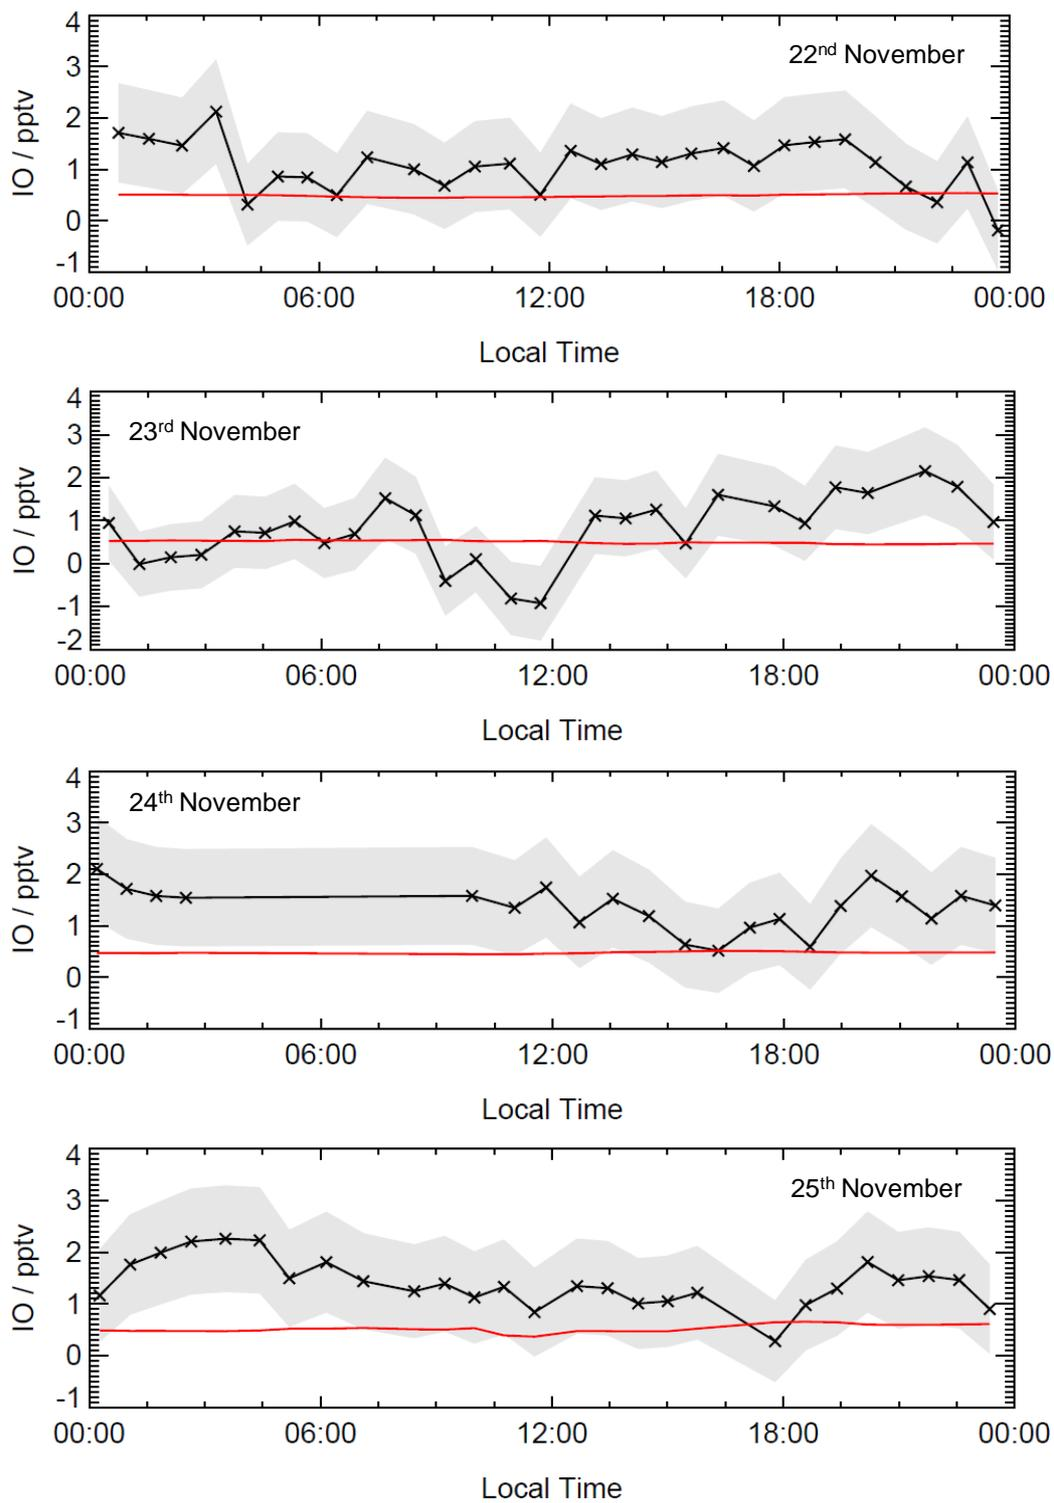 4
22nd November
3
2
1
0
-1
IO / pptv
00:00 06:00 12:00 18:00 00:00
Local Time
4
23rd November
3
2
1
0
-1
-2
IO / pptv
00:00 06:00 12:00 18:00 00:00
Local Time
4
24th November
3
2
1
0
-1
IO / pptv
00:00 06:00 12:00 18:00 00:00
Local Time
4
25th November
3
2
1
0
-1
IO / pptv
00:00 06:00 12:00 18:00 00:00
Local Time